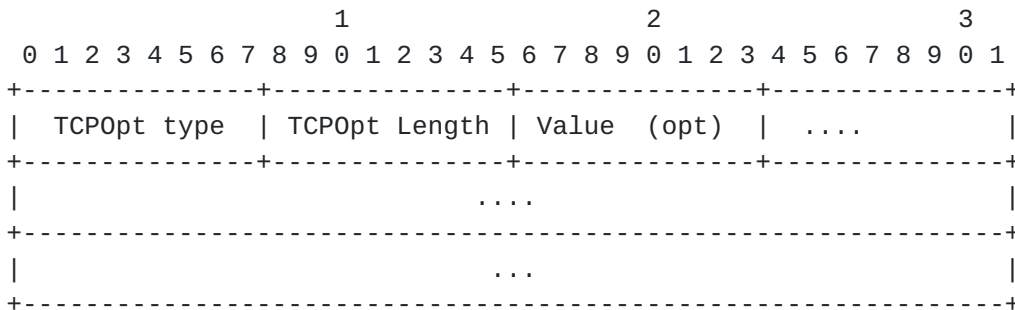 1                   2                   3
 0 1 2 3 4 5 6 7 8 9 0 1 2 3 4 5 6 7 8 9 0 1 2 3 4 5 6 7 8 9 0 1
+---------------+---------------+---------------+---------------+
|  TCPOpt type  | TCPOpt Length | Value  (opt)  |  ....         |
+---------------+---------------+---------------+---------------+
|                             ....                              |
+---------------------------------------------------------------+
|                              ...                              |
+---------------------------------------------------------------+